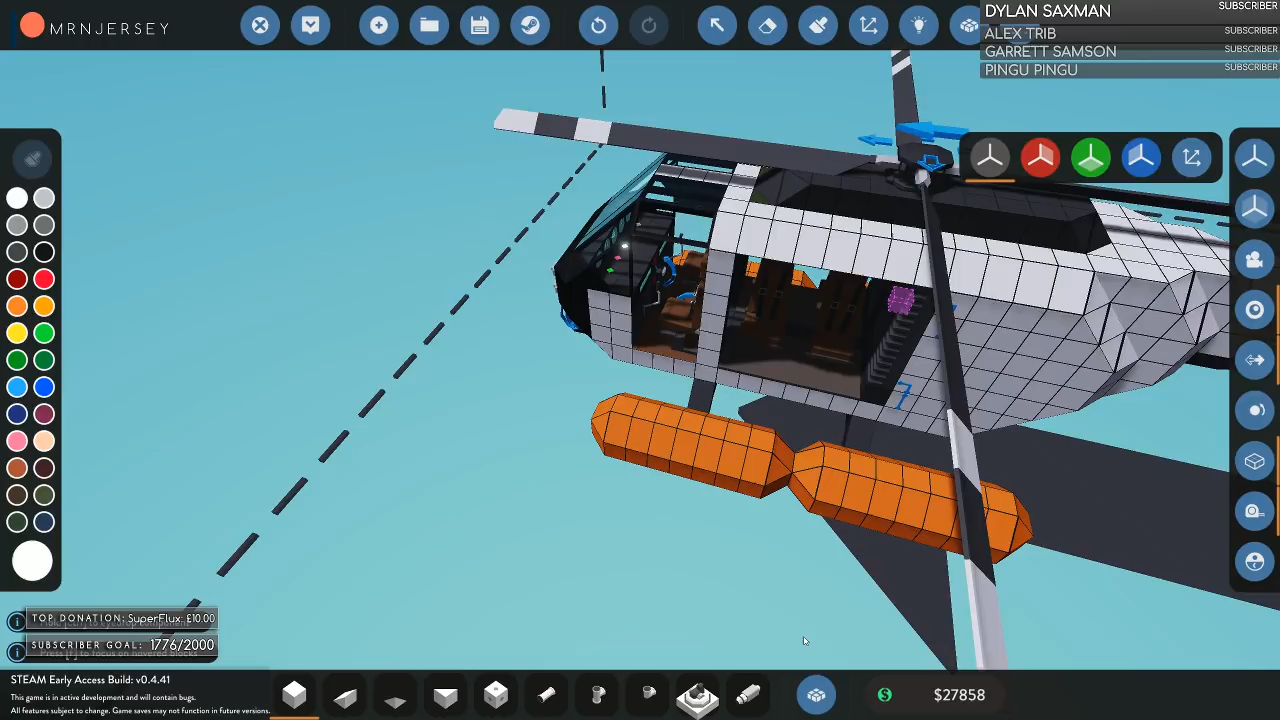 MRNJERSEY
DYLAN SAXMAN SUBSCRIBER
ALEX TRIB SUBSCRIBER
GARRETT SAMSON SUBSCRIBER
PINGU PINGU SUBSCRIBER
TOP DONATION: SuperFlux: £10.00
SUBSCRIBER GOAL: 1776/2000
STEAM Early Access Build: v0.4.41
This game is in active development and will contain bugs.
All features subject to change. Game saves may not function in future versions.
$27858